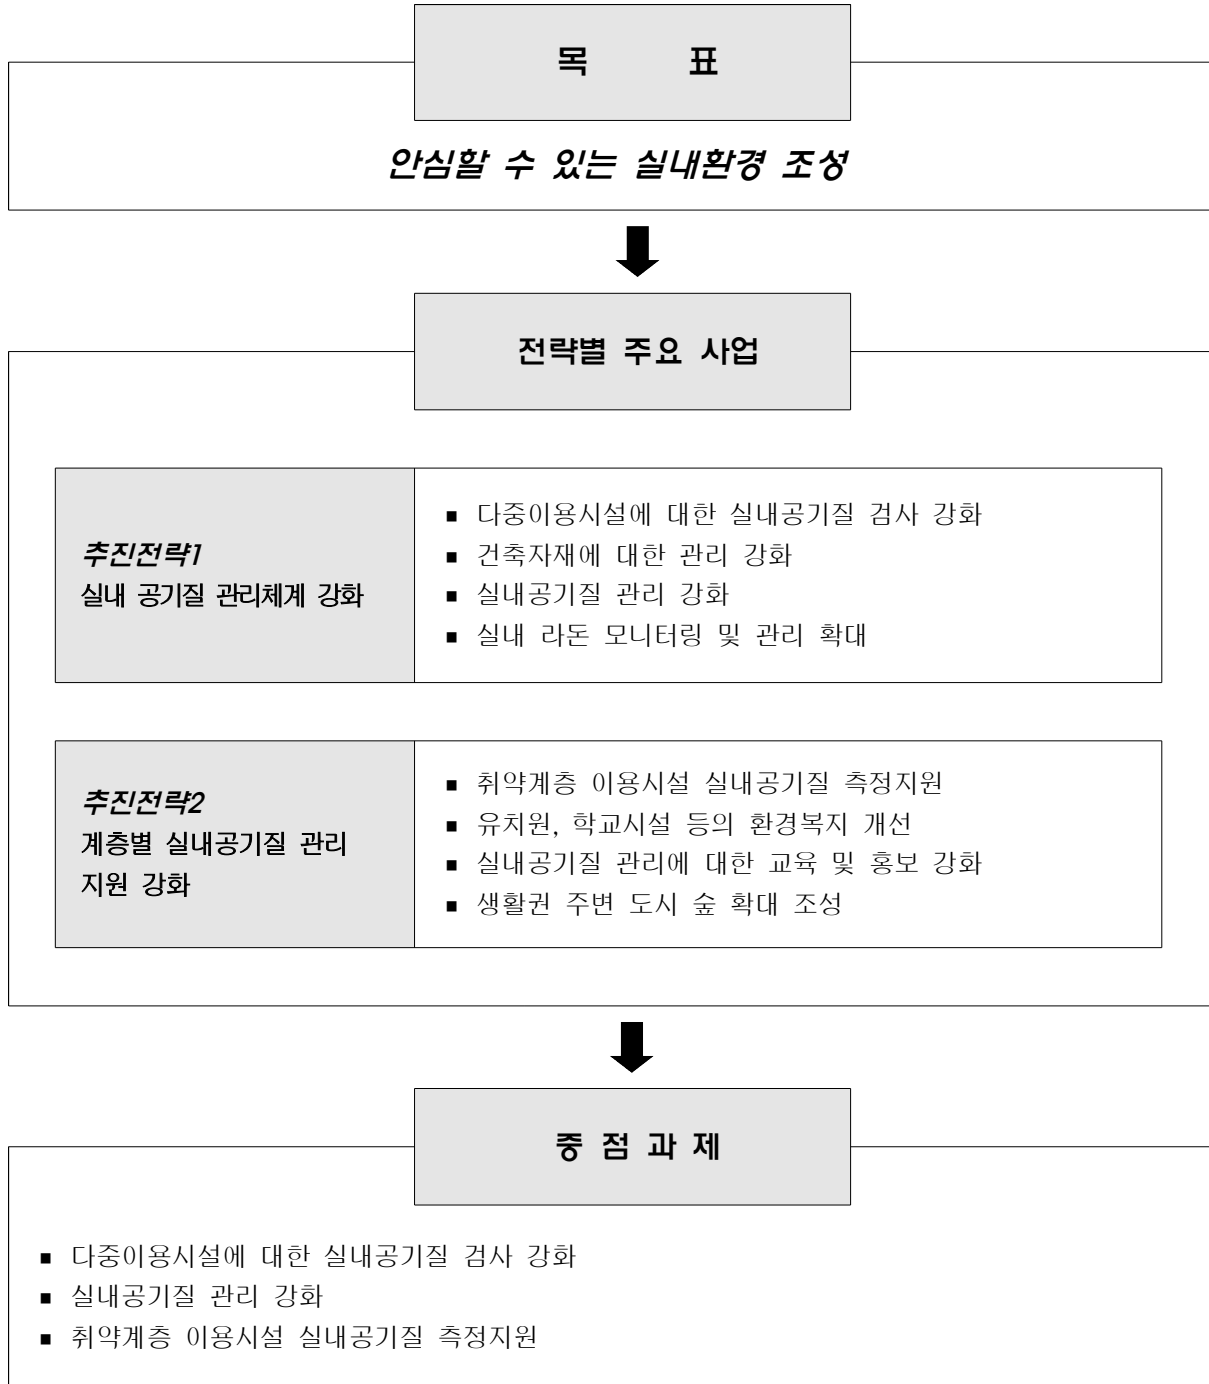 목 표
안심할 수 있는 실내환경 조성
전략별 주요 사업
추진전략1
실내 공기질 관리체계 강화
▪ 다중이용시설에 대한 실내공기질 검사 강화
▪ 건축자재에 대한 관리 강화
▪ 실내공기질 관리 강화
▪ 실내 라돈 모니터링 및 관리 확대
추진전략2
계층별 실내공기질 관리
지원 강화
▪ 취약계층 이용시설 실내공기질 측정지원
▪ 유치원, 학교시설 등의 환경복지 개선
▪ 실내공기질 관리에 대한 교육 및 홍보 강화
▪ 생활권 주변 도시 숲 확대 조성
중 점 과 제
▪ 다중이용시설에 대한 실내공기질 검사 강화
▪ 실내공기질 관리 강화
▪ 취약계층 이용시설 실내공기질 측정지원